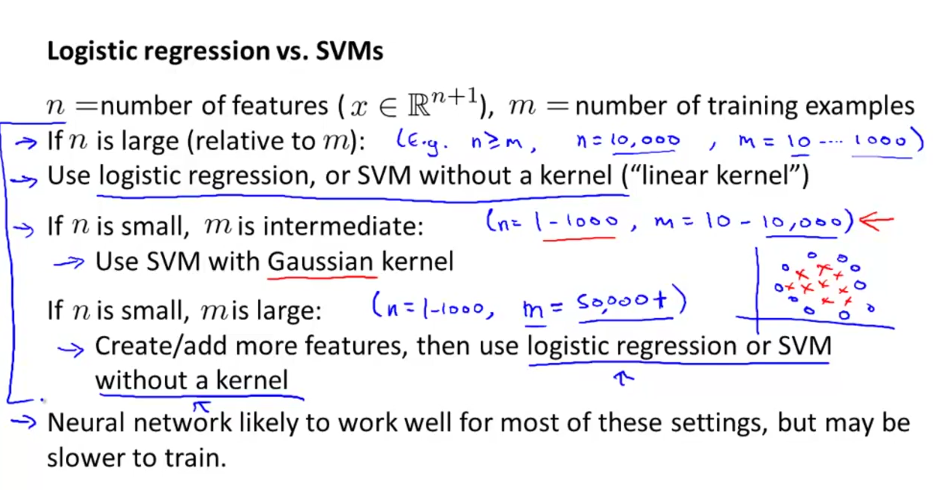 Logistic regression vs. SVMs
n =number of features ( x ∈ ℝⁿ⁺¹), m = number of training examples
→ If n is large (relative to m): (E.g. n ≥ m, n = 10,000, m = 10 .... 1000)
→ Use logistic regression, or SVM without a kernel (“linear kernel”)
→ If n is small, m is intermediate: (n = 1 - 1000, m = 10 - 10,000) ←
→ Use SVM with Gaussian kernel
If n is small, m is large: (n = 1-1000, m = 50,000+)
→ Create/add more features, then use logistic regression or SVM
without a kernel
→ Neural network likely to work well for most of these settings, but may be
slower to train.